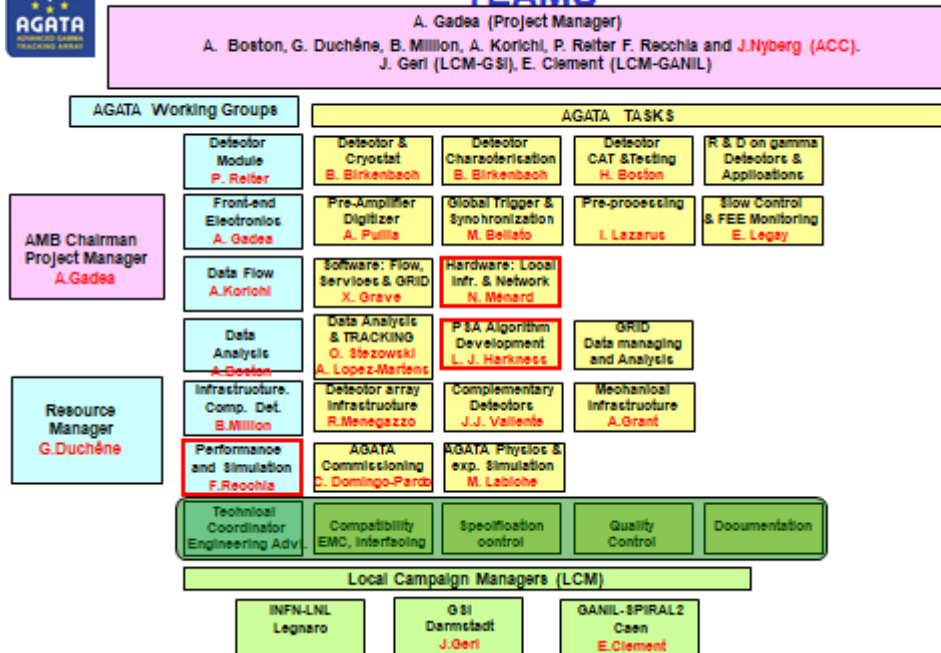 TEAMS
AGATA
ADVANCED GAMMA
TRACKING ARRAY
A. Gadea (Project Manager)
A. Boston, G. Duchêne, B. Million, A. Korichi, P. Reiter F. Recchia and J.Nyberg (ACC).
J. Gerl (LCM-GSI), E. Clement (LCM-GANIL)
AGATA Working Groups
AGATA TASKS
Detector
Module
P. Reiter
Detector &
Cryostat
B. Birkenbach
Detector
Characterisation
B. Birkenbach
Detector
CAT &Testing
H. Boston
R & D on gamma
Detectors &
Applications
AMB Chairman
Project Manager
A.Gadea
Front-end
Electronics
A. Gadea
Pre-Amplifier
Digitizer
A. Pullia
Global Trigger &
Synchronization
M. Bellato
Pre-processing
I. Lazarus
Slow Control
& FEE Monitoring
E. Legay
Data Flow
A.Korichi
Software: Flow,
Services & GRID
X. Grave
Hardware: Local
Infr. & Network
N. Ménard
Data
Analysis
A.Boston
Data Analysis
& TRACKING
O. Stezowski
A. Lopez-Martens
PSA Algorithm
Development
L. J. Harkness
GRID
Data managing
and Analysis
Resource
Manager
G.Duchêne
Infrastructure.
Comp. Det.
B.Million
Detector array
Infrastructure
R.Menegazzo
Complementary
Detectors
J.J. Valiente
Mechanical
Infrastructure
A.Grant
Performance
and Simulation
F.Recchia
AGATA
Commissioning
C. Domingo-Pardo
AGATA Physics &
exp. Simulation
M. Labiche
Technical
Coordinator
Engineering Advi.
Compatibility
EMC, Interfacing
Specification
control
Quality
Control
Documentation
Local Campaign Managers (LCM)
INFN-LNL
Legnaro
GSI
Darmstadt
J.Gerl
GANIL-SPIRAL2
Caen
E.Clement